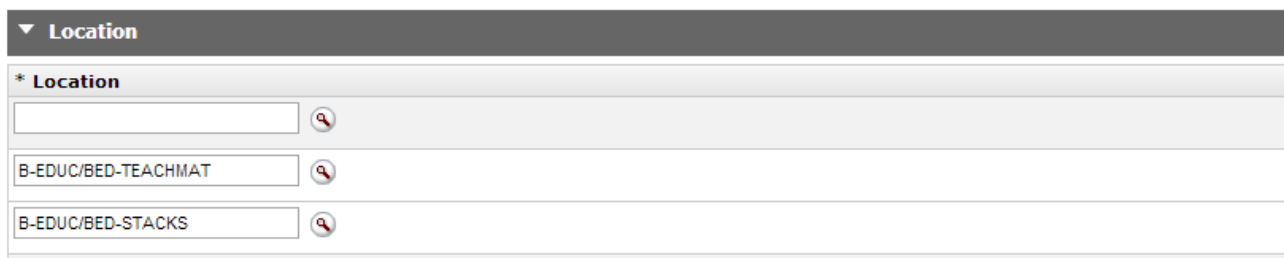 Location
* Location
B-EDUC/BED-TEACHMAT
B-EDUC/BED-STACKS